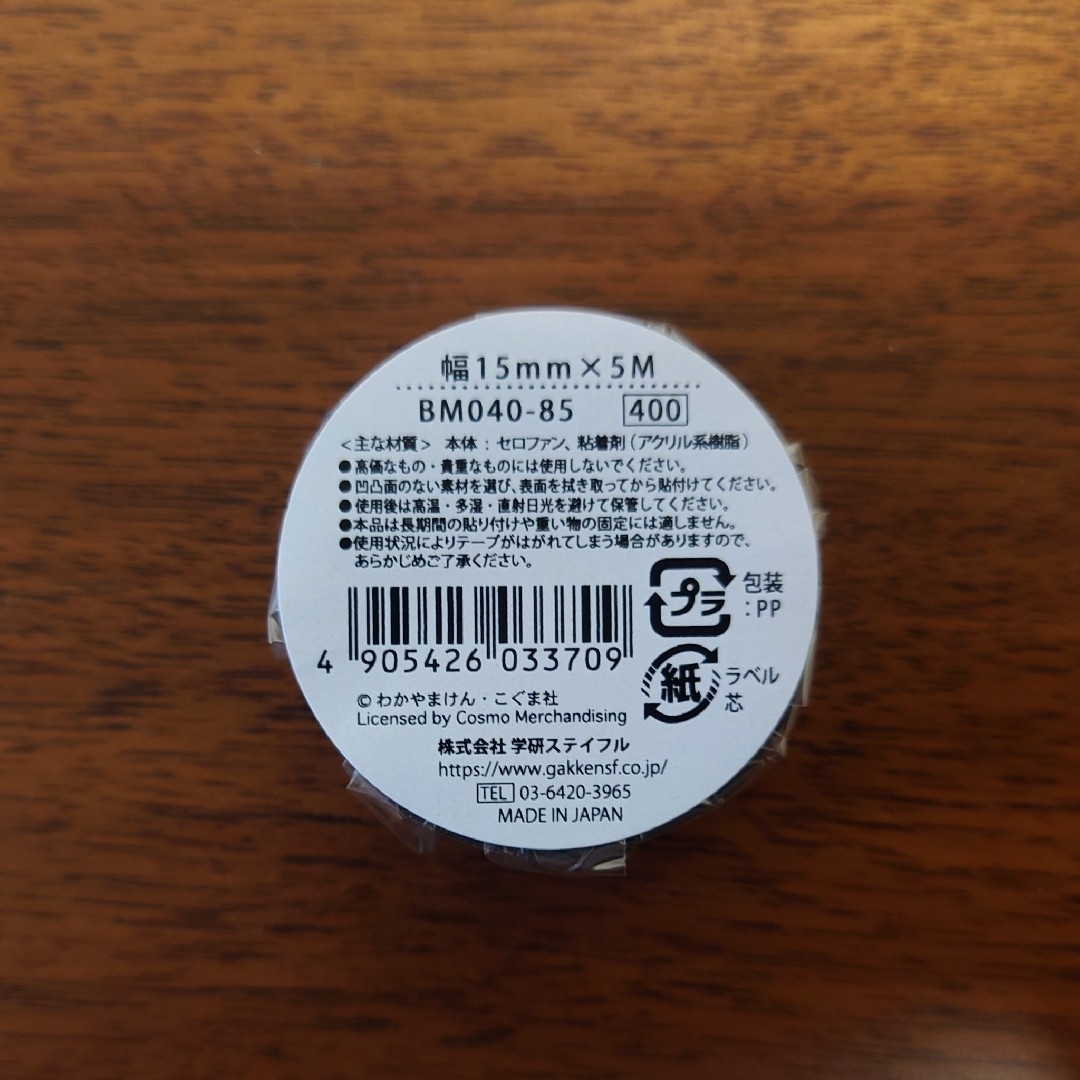 幅15mm×5M
BM040-85 400
＜主な材質＞ 本体：セロファン、粘着剤（アクリル系樹脂）
●高価なもの・貴重なものには使用しないでください。
●凹凸面のない素材を選び、表面を拭き取ってから貼付けてください。
●使用後は高温・多湿・直射日光を避けて保管してください。
●本品は長期間の貼り付けや重い物の固定には適しません。
●使用状況によりテープがはがれてしまう場合がありますので、
あらかじめご了承ください。
プラ 包装
：PP
4 905426 033709
紙 ラベル
芯
© わかやまけん・こぐま社
Licensed by Cosmo Merchandising
株式会社 学研ステイフル
https://www.gakkensf.co.jp/
TEL 03-6420-3965
MADE IN JAPAN